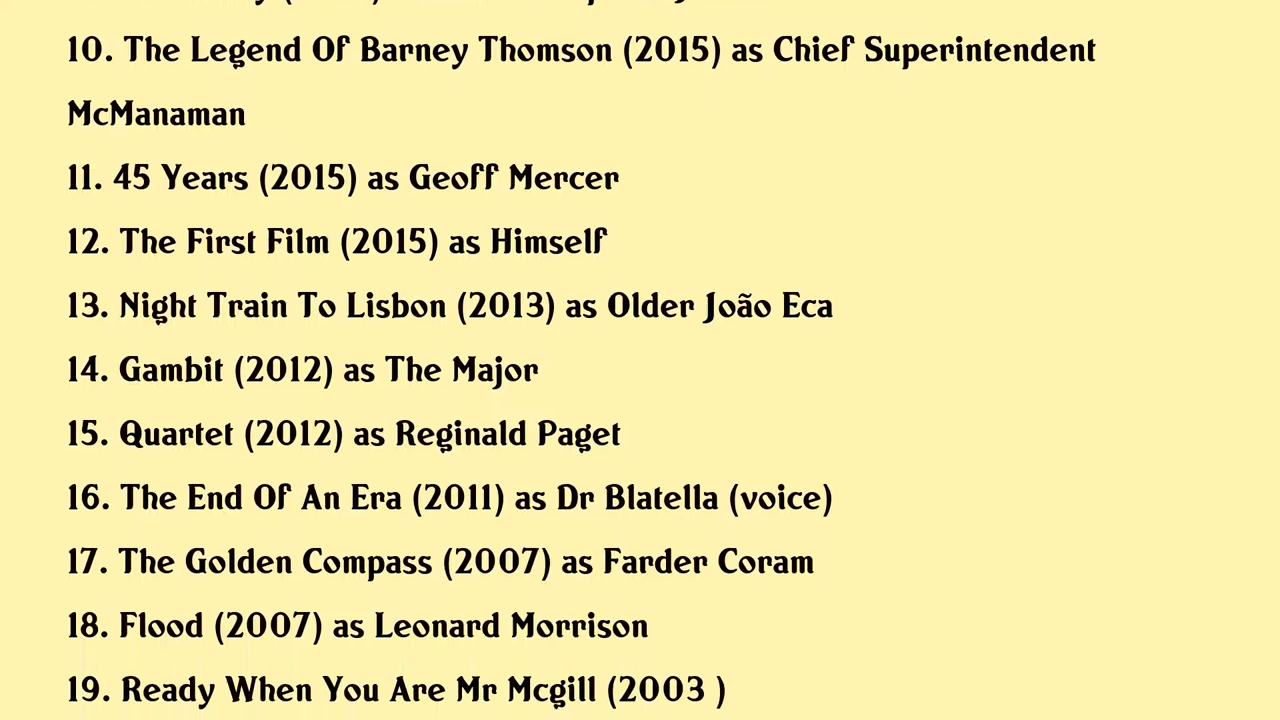 10. The Legend Of Barney Thomson (2015) as Chief Superintendent
McManaman
11. 45 Years (2015) as Geoff Mercer
12. The First Film (2015) as Himself
13. Night Train To Lisbon (2013) as Older João Eca
14. Gambit (2012) as The Major
15. Quartet (2012) as Reginald Paget
16. The End Of An Era (2011) as Dr Blatella (voice)
17. The Golden Compass (2007) as Farder Coram
18. Flood (2007) as Leonard Morrison
19. Ready When You Are Mr Mcgill (2003 )